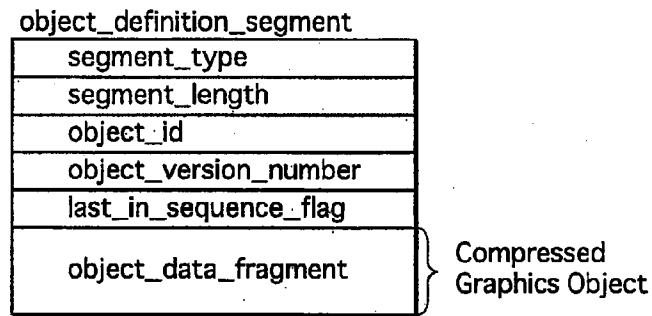 object_definition_segment
segment_type
segment_length
object_id
object_version_number
last_in_sequence_flag
object_data_fragment
Compressed
Graphics Object